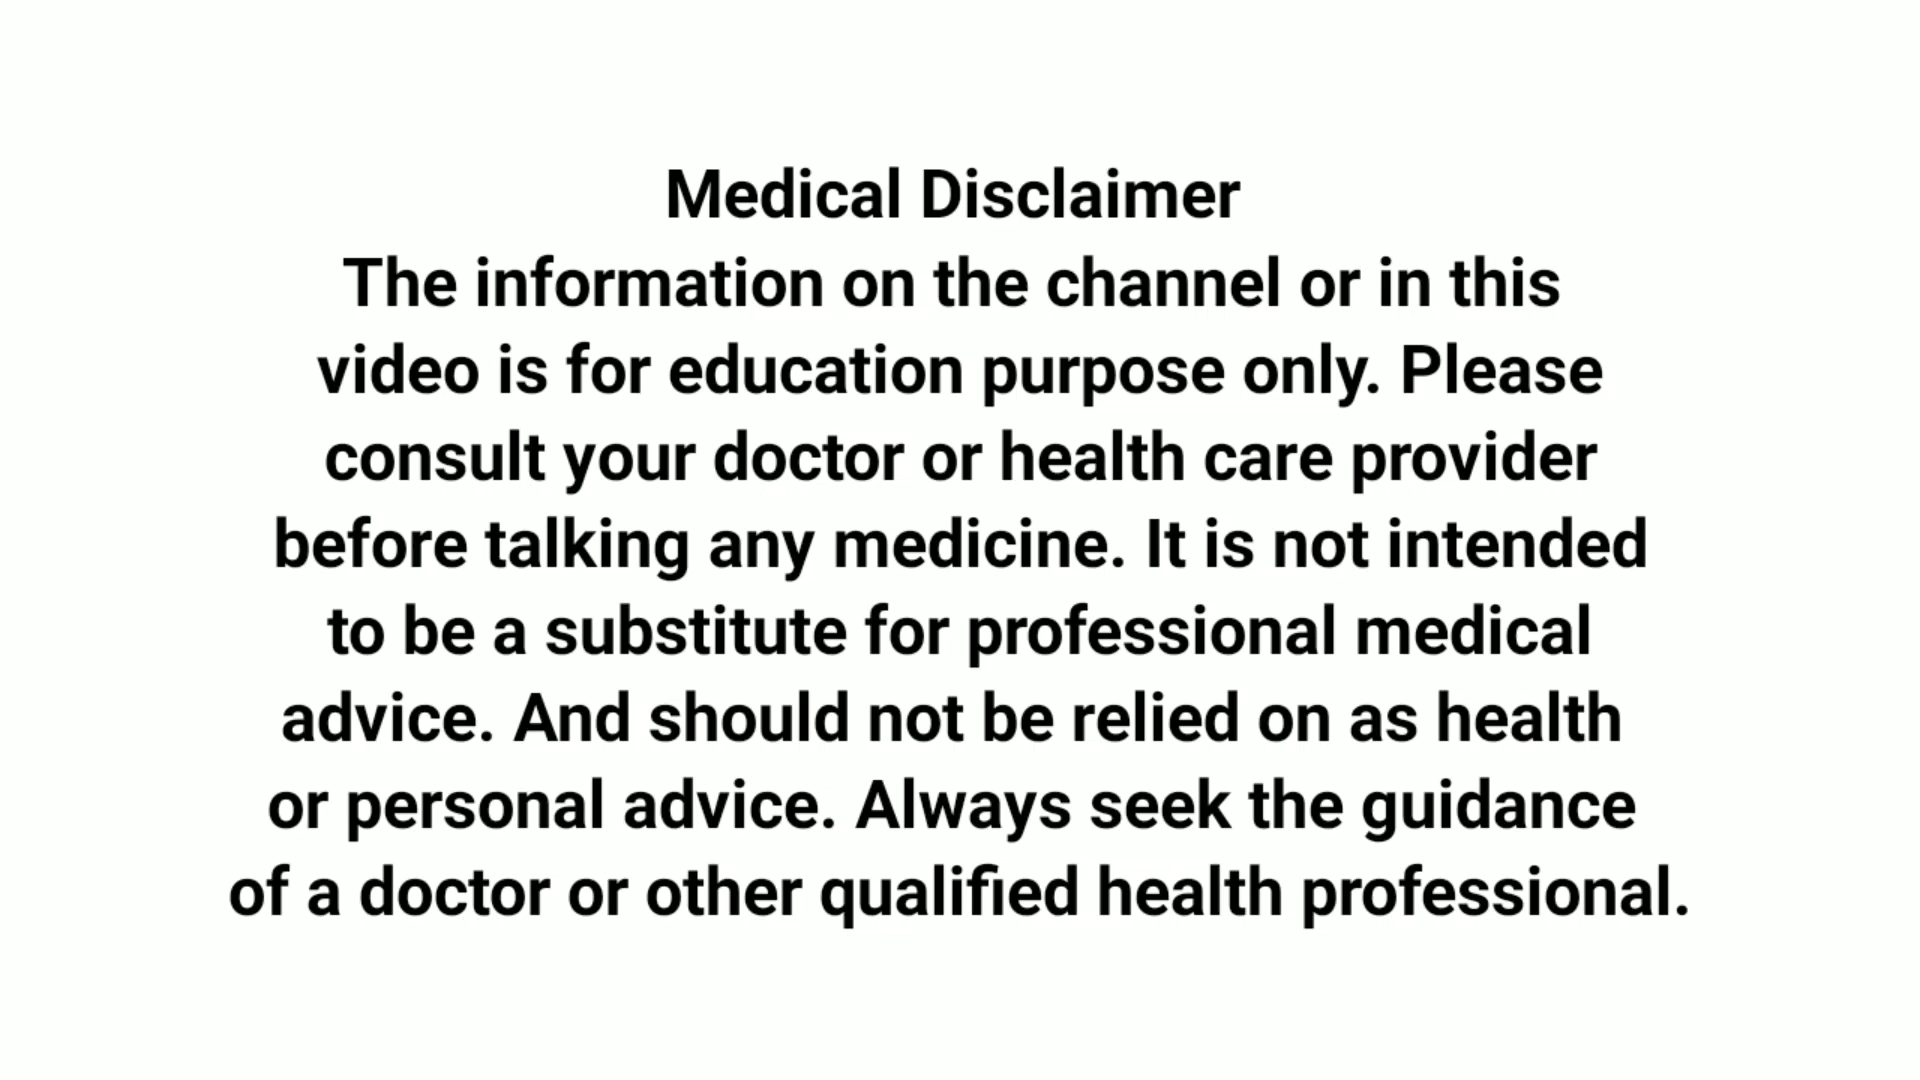 Medical Disclaimer
The information on the channel or in this
video is for education purpose only. Please
consult your doctor or health care provider
before talking any medicine. It is not intended
to be a substitute for professional medical
advice. And should not be relied on as health
or personal advice. Always seek the guidance
of a doctor or other qualified health professional.